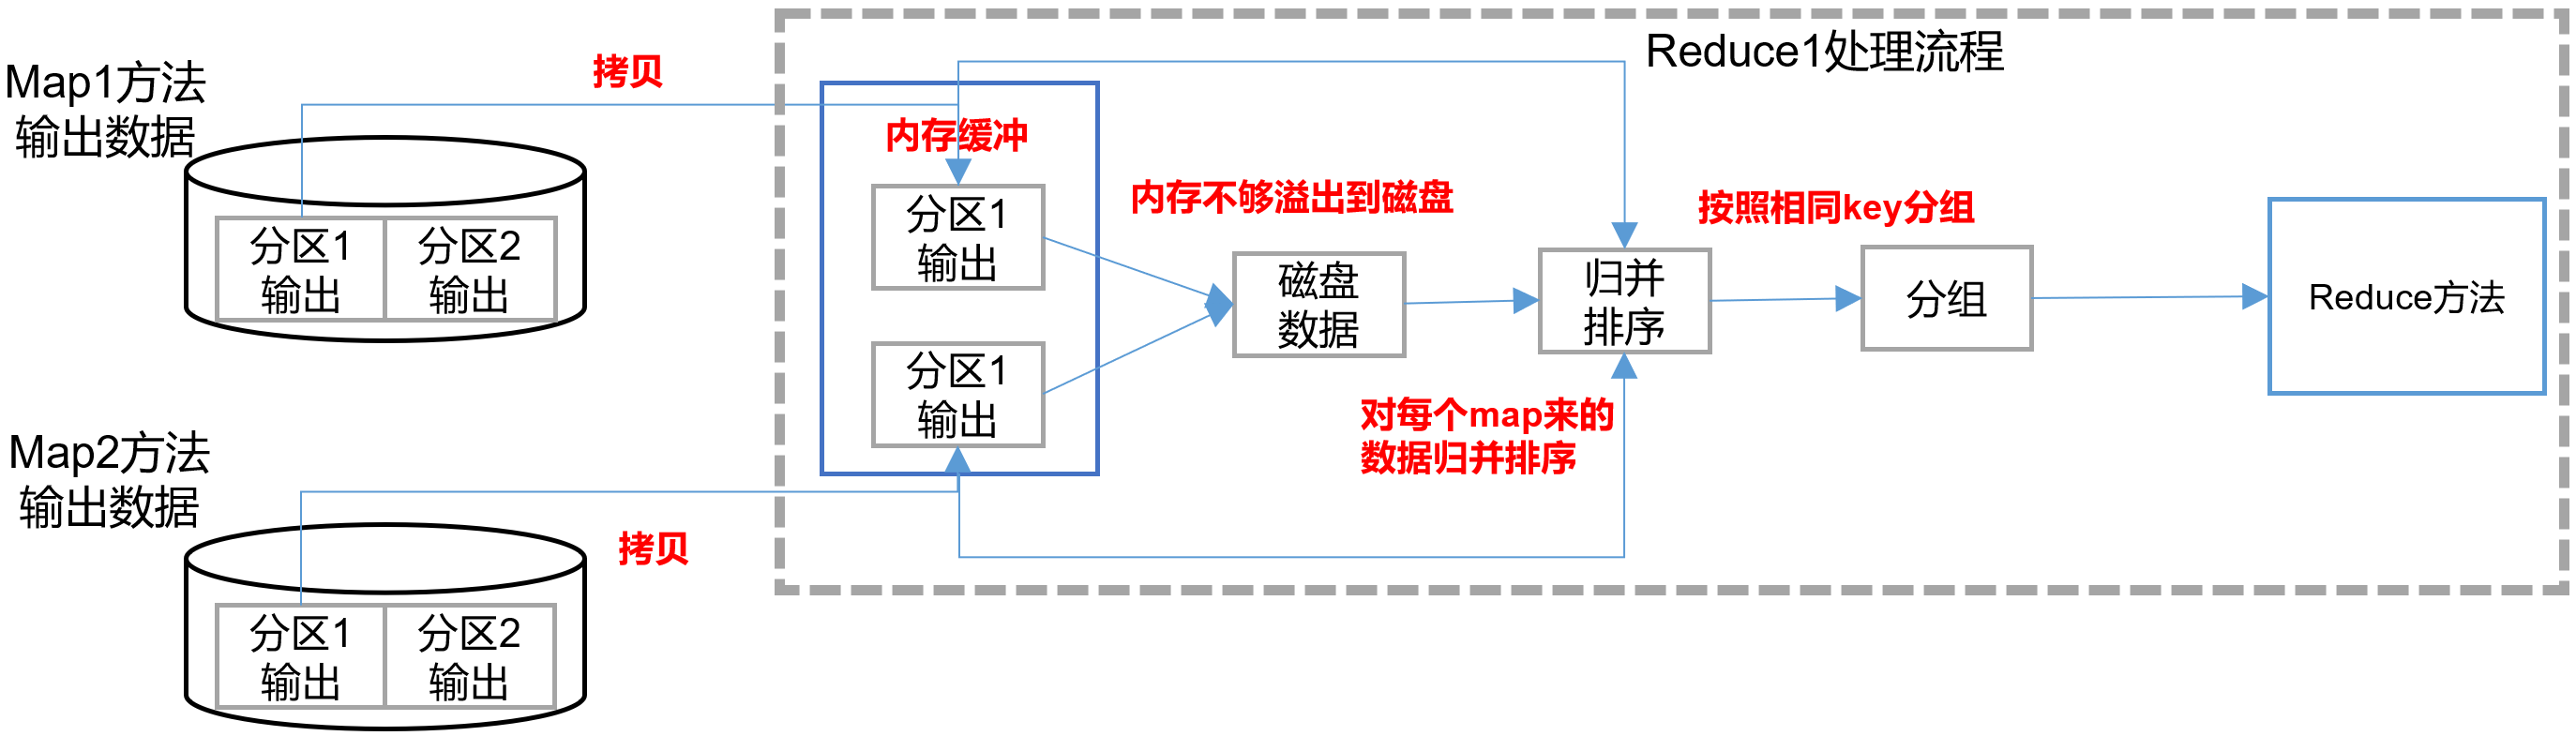 Reduce1处理流程
Map1方法
输出数据
拷贝
分区1
输出
分区2
输出
内存缓冲
分区1
输出
分区1
输出
内存不够溢出到磁盘
磁盘
数据
归并
排序
对每个map来的
数据归并排序
按照相同key分组
分组
Reduce方法
Map2方法
输出数据
拷贝
分区1
输出
分区2
输出